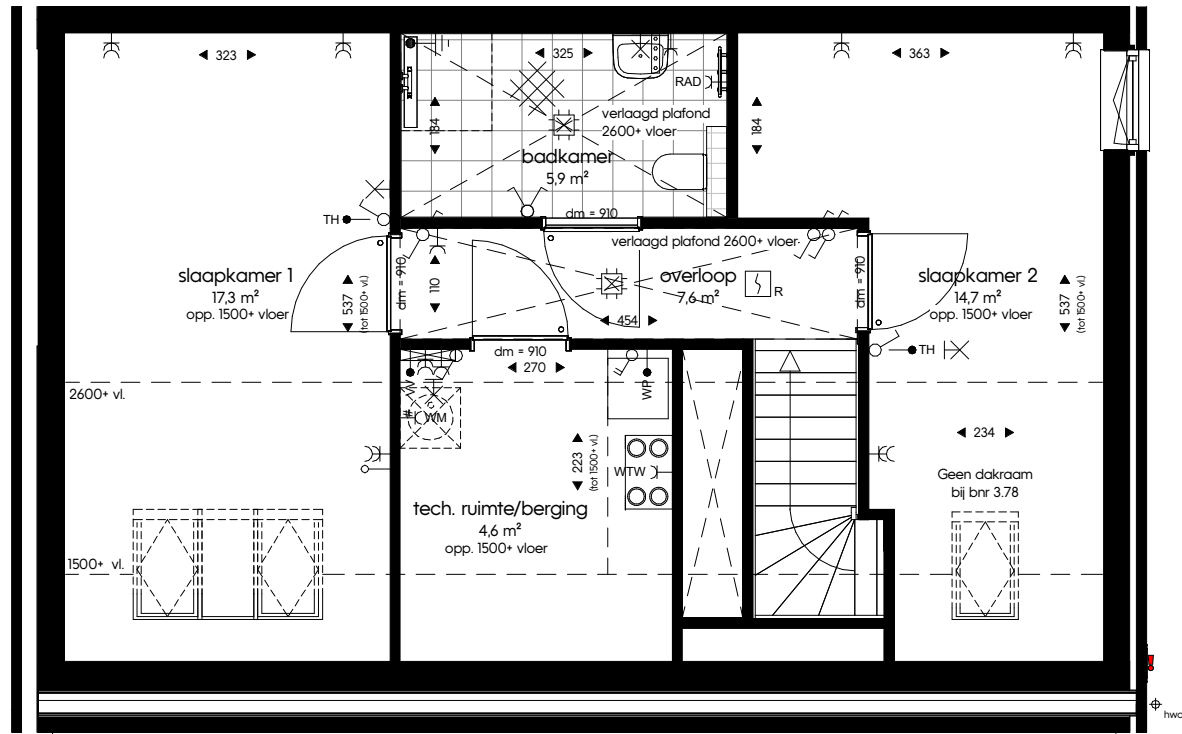 323
325
363
RAD
184
verlaagd plafond
2600+ vloer
184
badkamer
5,9 m²
dm = 910
TH
verlaagd plafond 2600+ vloer
slaapkamer 1
17,3 m²
opp. 1500+ vloer
537
(tot 1500+ vl.)
dm = 910
110
overloop
7,6 m²
R
454
dm = 910
slaapkamer 2
14,7 m²
opp. 1500+ vloer
537
(tot 1500+ vl.)
TH
dm = 910
270
VV
WP
2600+ vl.
WM
234
223
(tot 1500+ vl.)
WTW
Geen dakraam
bij bnr 3.78
tech. ruimte/berging
4,6 m²
opp. 1500+ vloer
1500+ vl.
!
hwa